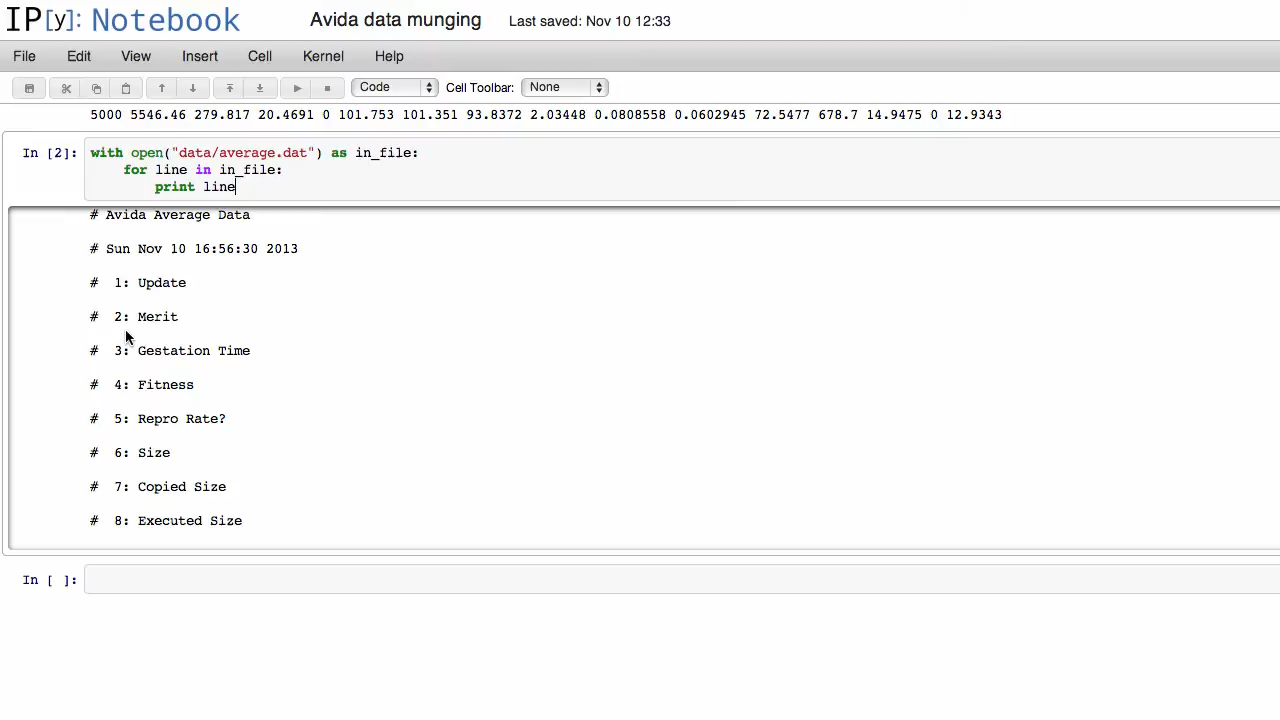 IP[y]: Notebook Avida data munging Last saved: Nov 10 12:33
File Edit View Insert Cell Kernel Help
Code Cell Toolbar: None
5000 5546.46 279.817 20.4691 0 101.753 101.351 93.8372 2.03448 0.0808558 0.0602945 72.5477 678.7 14.9475 0 12.9343
In [2]: with open("data/average.dat") as in_file:
for line in in_file:
print line
# Avida Average Data
# Sun Nov 10 16:56:30 2013
#  1: Update
#  2: Merit
#  3: Gestation Time
#  4: Fitness
#  5: Repro Rate?
#  6: Size
#  7: Copied Size
#  8: Executed Size
In [ ]: